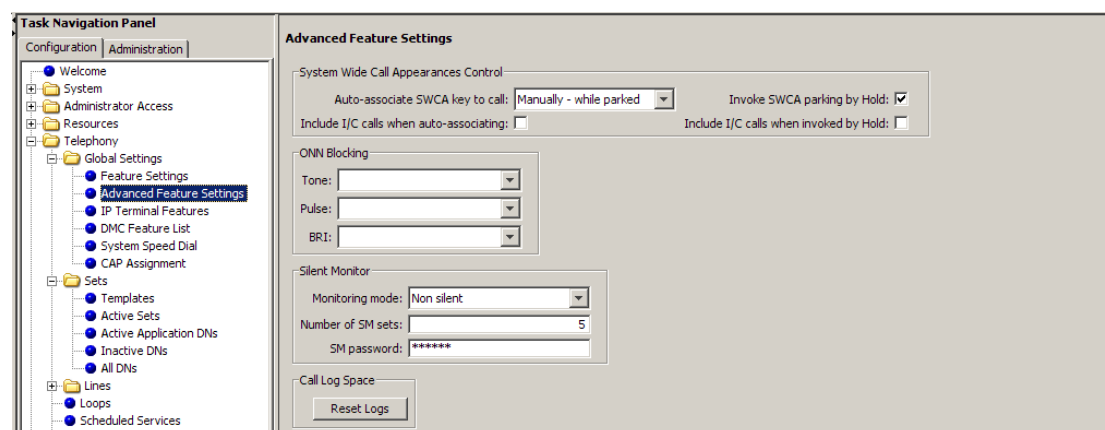 Task Navigation Panel
Configuration Administration
Welcome
System
Administrator Access
Resources
Telephony
Global Settings
Feature Settings
Advanced Feature Settings
IP Terminal Features
DMC Feature List
System Speed Dial
CAP Assignment
Sets
Templates
Active Sets
Active Application DNs
Inactive DNs
All DNs
Lines
Loops
Scheduled Services
Advanced Feature Settings
System Wide Call Appearances Control
Auto-associate SWCA key to call: Manually - while parked Invoke SWCA parking by Hold:
Include I/C calls when auto-associating: Include I/C calls when invoked by Hold:
ONN Blocking
Tone:
Pulse:
BRI:
Silent Monitor
Monitoring mode: Non silent
Number of SM sets: 5
SM password: ******
Call Log Space
Reset Logs